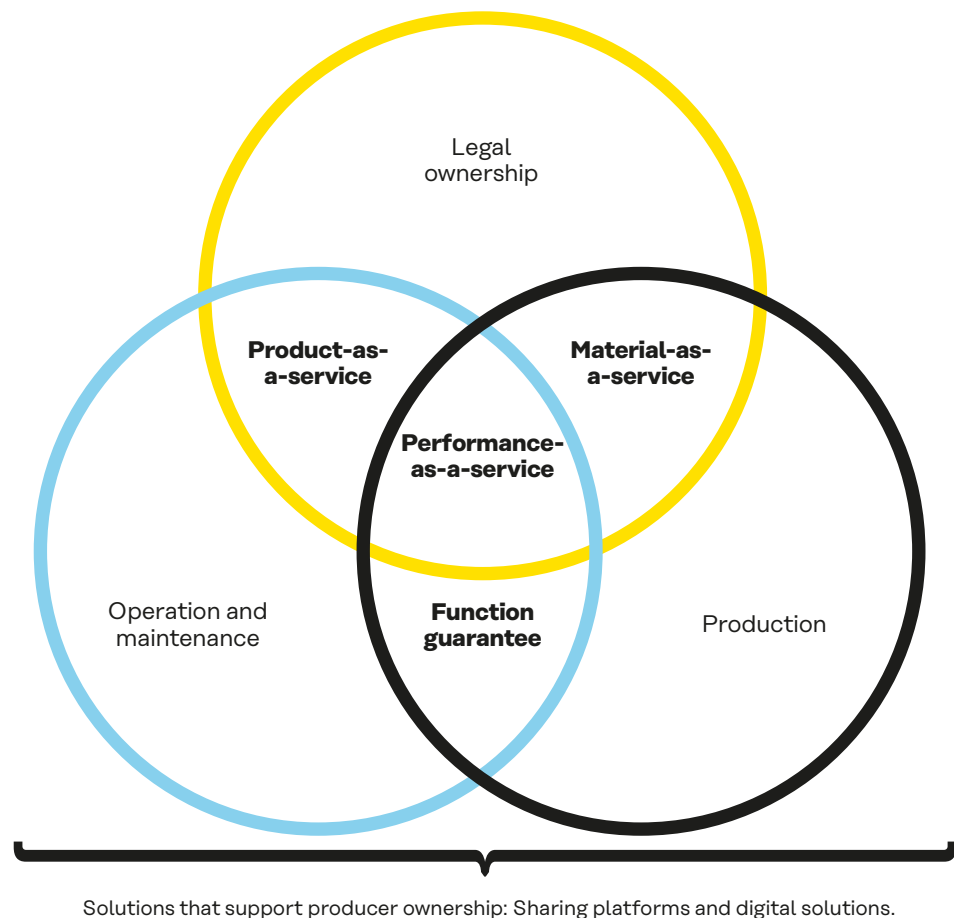 Legal
ownership
Product-as-
a-service
Material-as-
a-service
Performance-
as-a-service
Operation and
maintenance
Function
guarantee
Production
Solutions that support producer ownership: Sharing platforms and digital solutions.